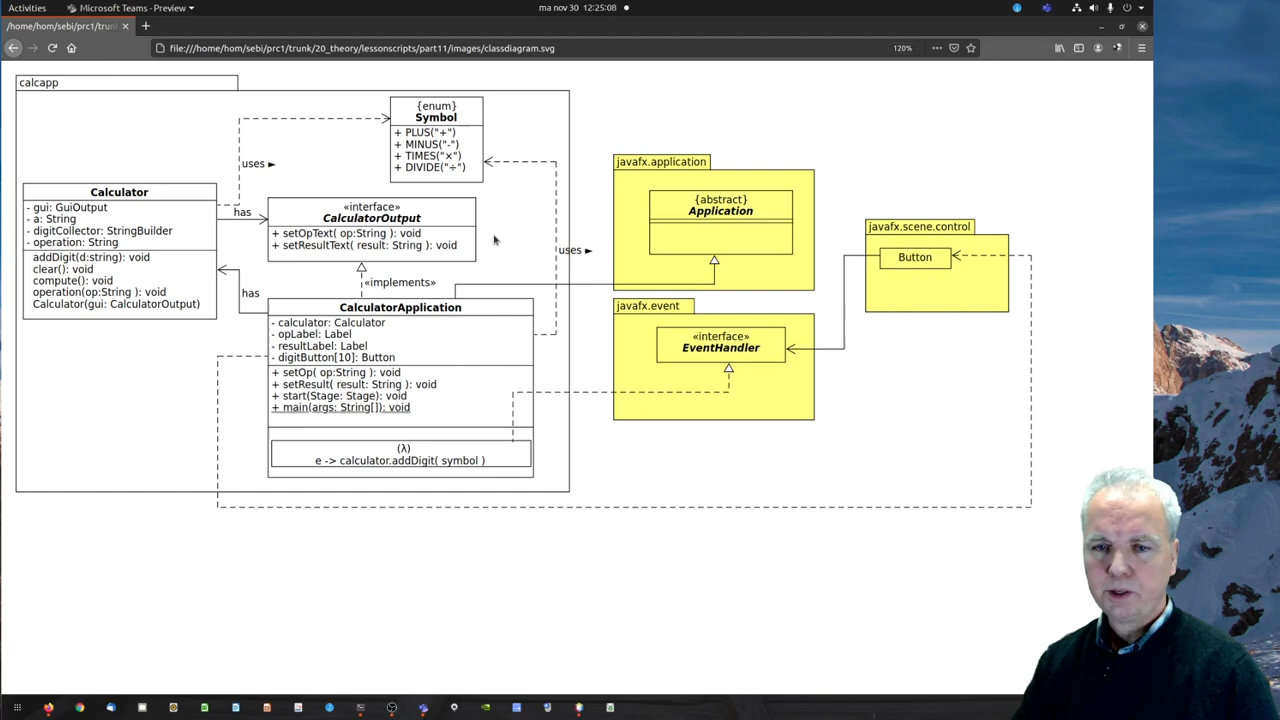 Activities
Microsoft Teams - Preview
ma nov 30 12:25:08
/home/hom/sebi/prc1/trunk
file:///home/hom/sebi/prc1/trunk/20_theory/lessonscripts/part11/images/classdiagram.svg
120%
calcapp
{enum}
Symbol
+ PLUS("+")
+ MINUS("-")
+ TIMES("×")
+ DIVIDE("÷")
uses ►
Calculator
- gui: GuiOutput
- a: String
- digitCollector: StringBuilder
- operation: String
addDigit(d:string): void
clear(): void
compute(): void
operation(op:String ): void
Calculator(gui: CalculatorOutput)
has
«interface»
CalculatorOutput
+ setOpText( op:String ): void
+ setResultText( result: String ): void
«implements»
has
uses ►
CalculatorApplication
- calculator: Calculator
- opLabel: Label
- resultLabel: Label
- digitButton[10]: Button
+ setOp( op:String ): void
+ setResult( result: String ): void
+ start(Stage: Stage): void
+ main(args: String[]): void
(λ)
e -> calculator.addDigit( symbol )
javafx.application
{abstract}
Application
javafx.event
«interface»
EventHandler
javafx.scene.control
Button